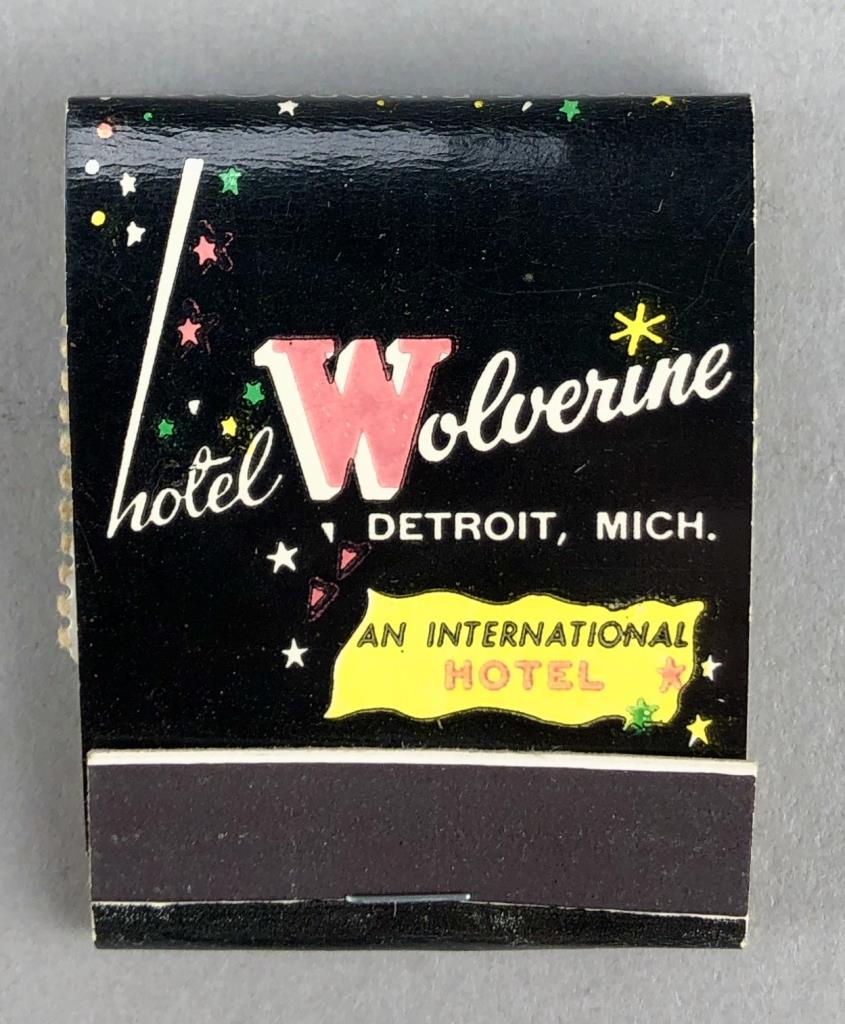 hotel Wolverine
DETROIT, MICH.
AN INTERNATIONAL
HOTEL